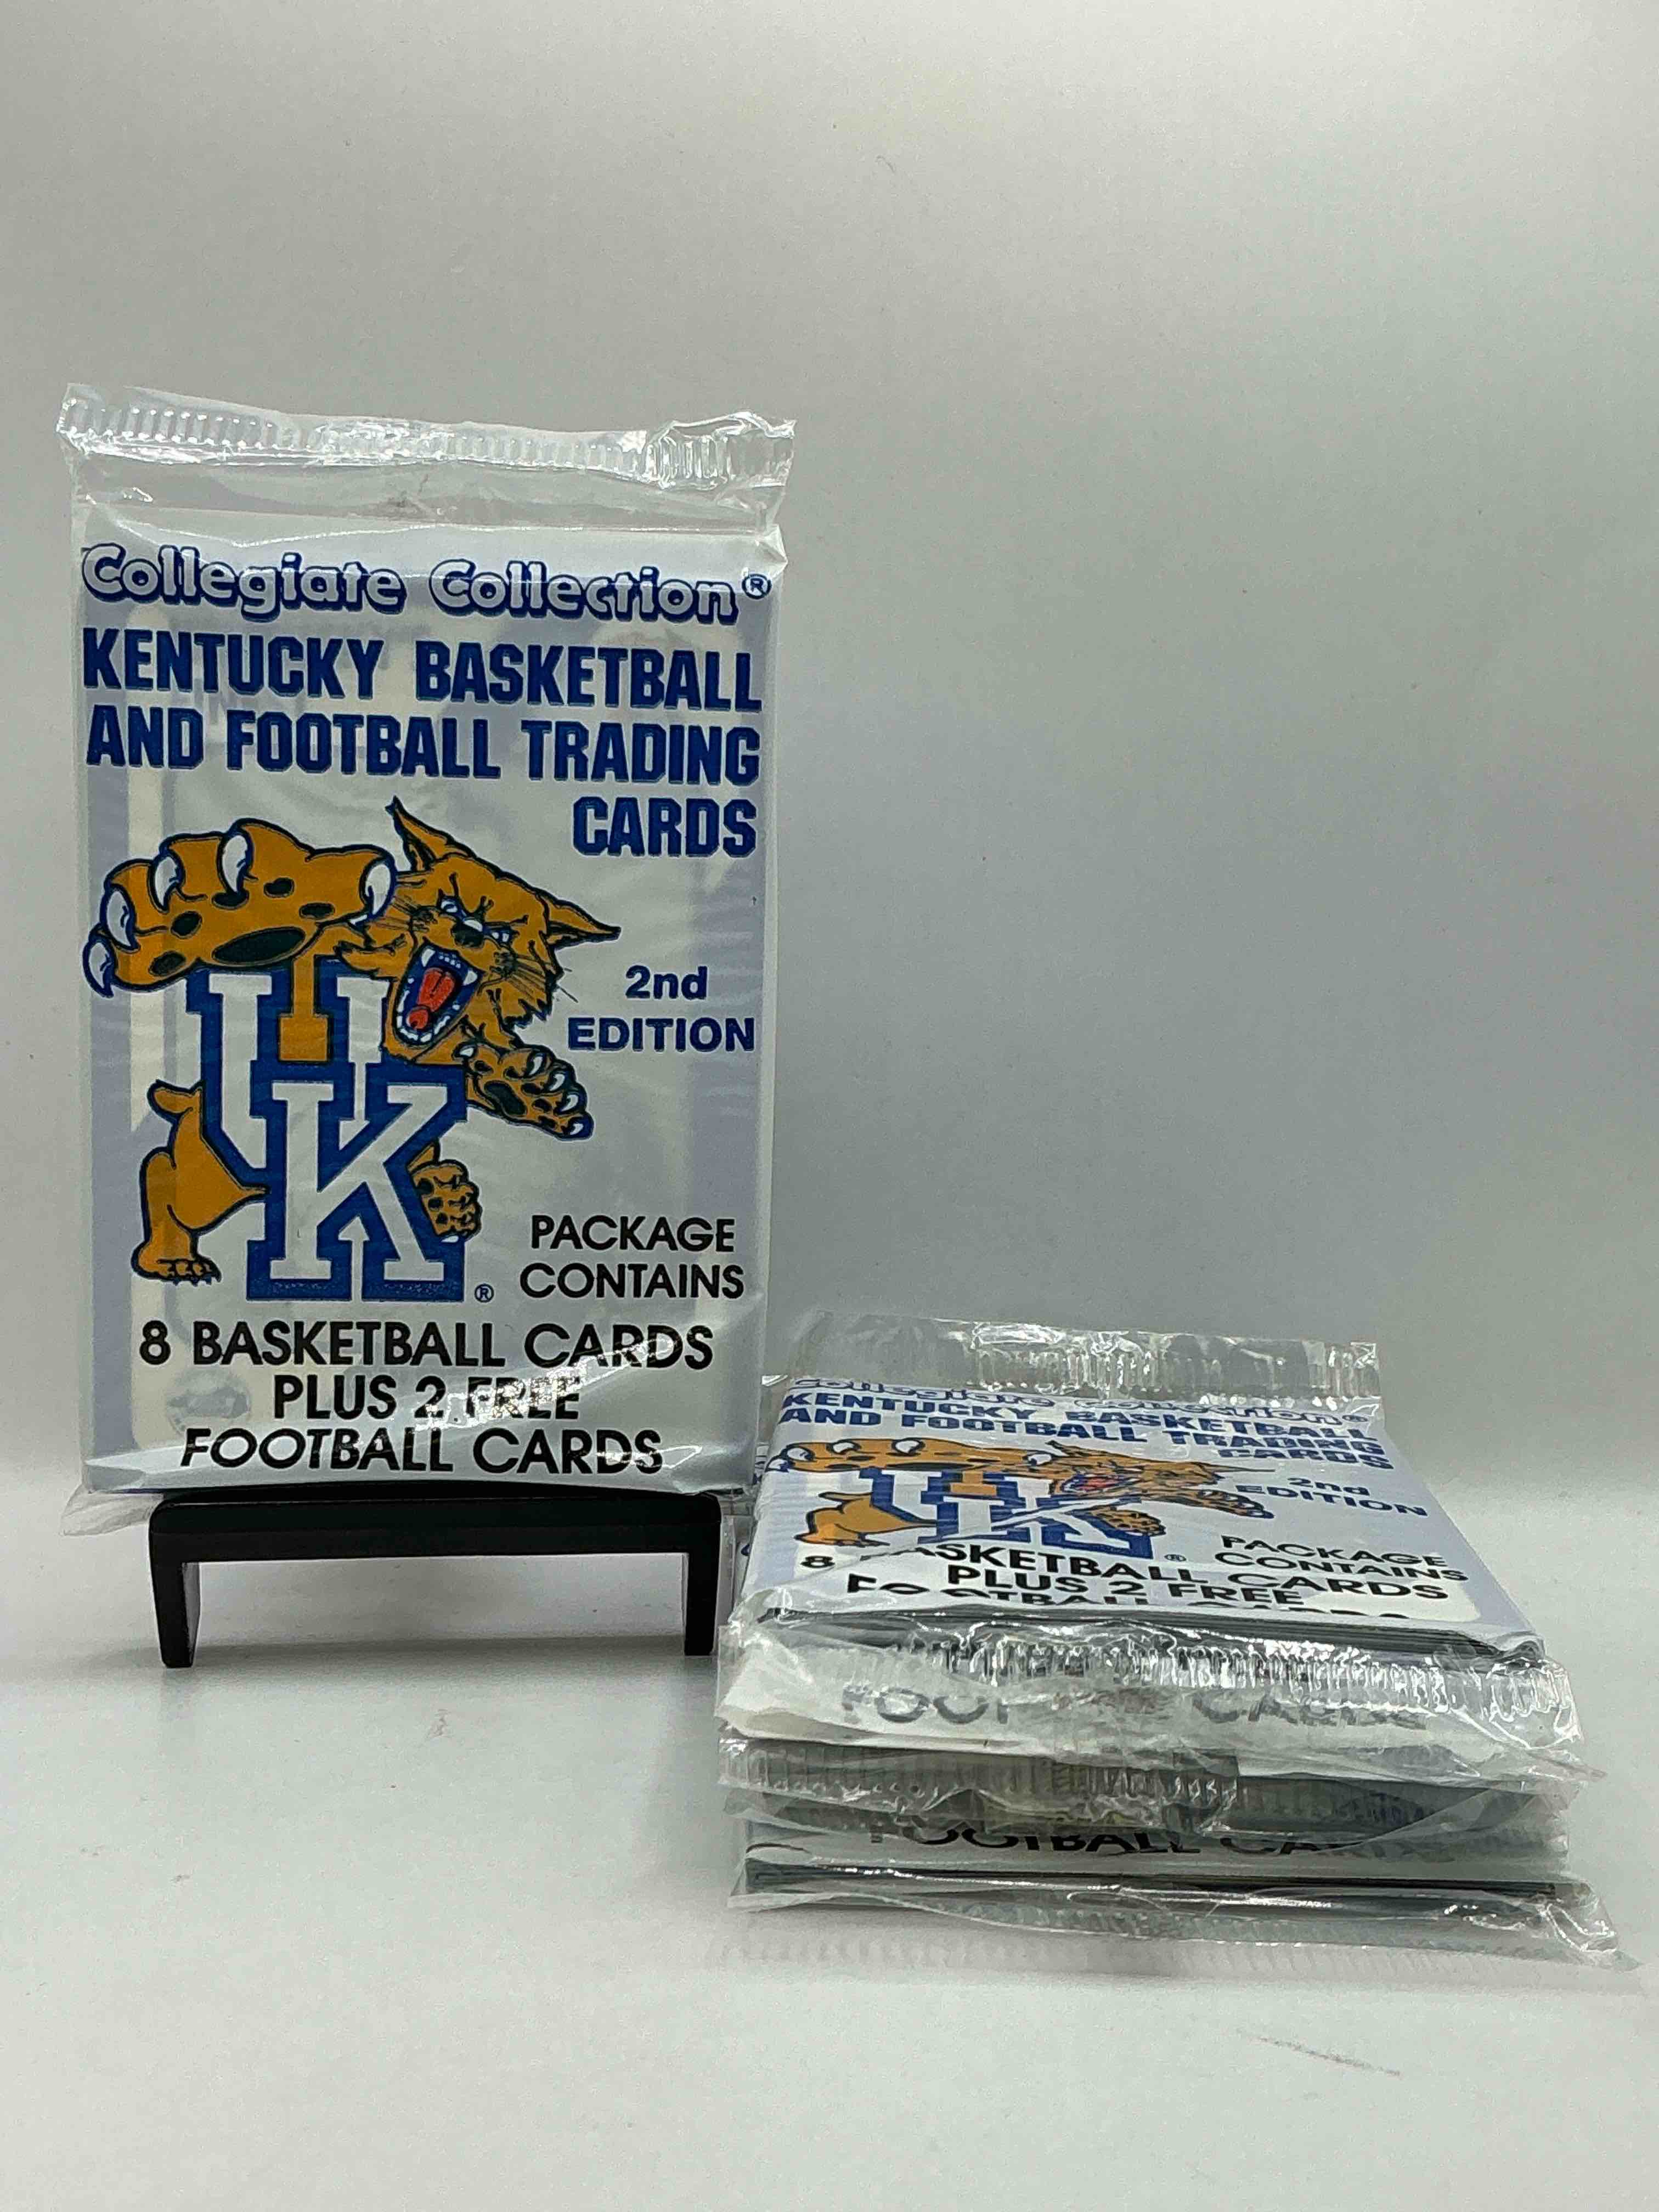 Collegiate Collection®
KENTUCKY BASKETBALL
AND FOOTBALL TRADING
CARDS
2nd
EDITION
UK®
PACKAGE
CONTAINS
8 BASKETBALL CARDS
PLUS 2 FREE
FOOTBALL CARDS
Collegiate Collection®
KENTUCKY BASKETBALL
AND FOOTBALL TRADING
CARDS
2nd
EDITION
UK®
PACKAGE
CONTAINS
8 BASKETBALL CARDS
PLUS 2 FREE
FOOTBALL CARDS
FOOTBALL CARDS